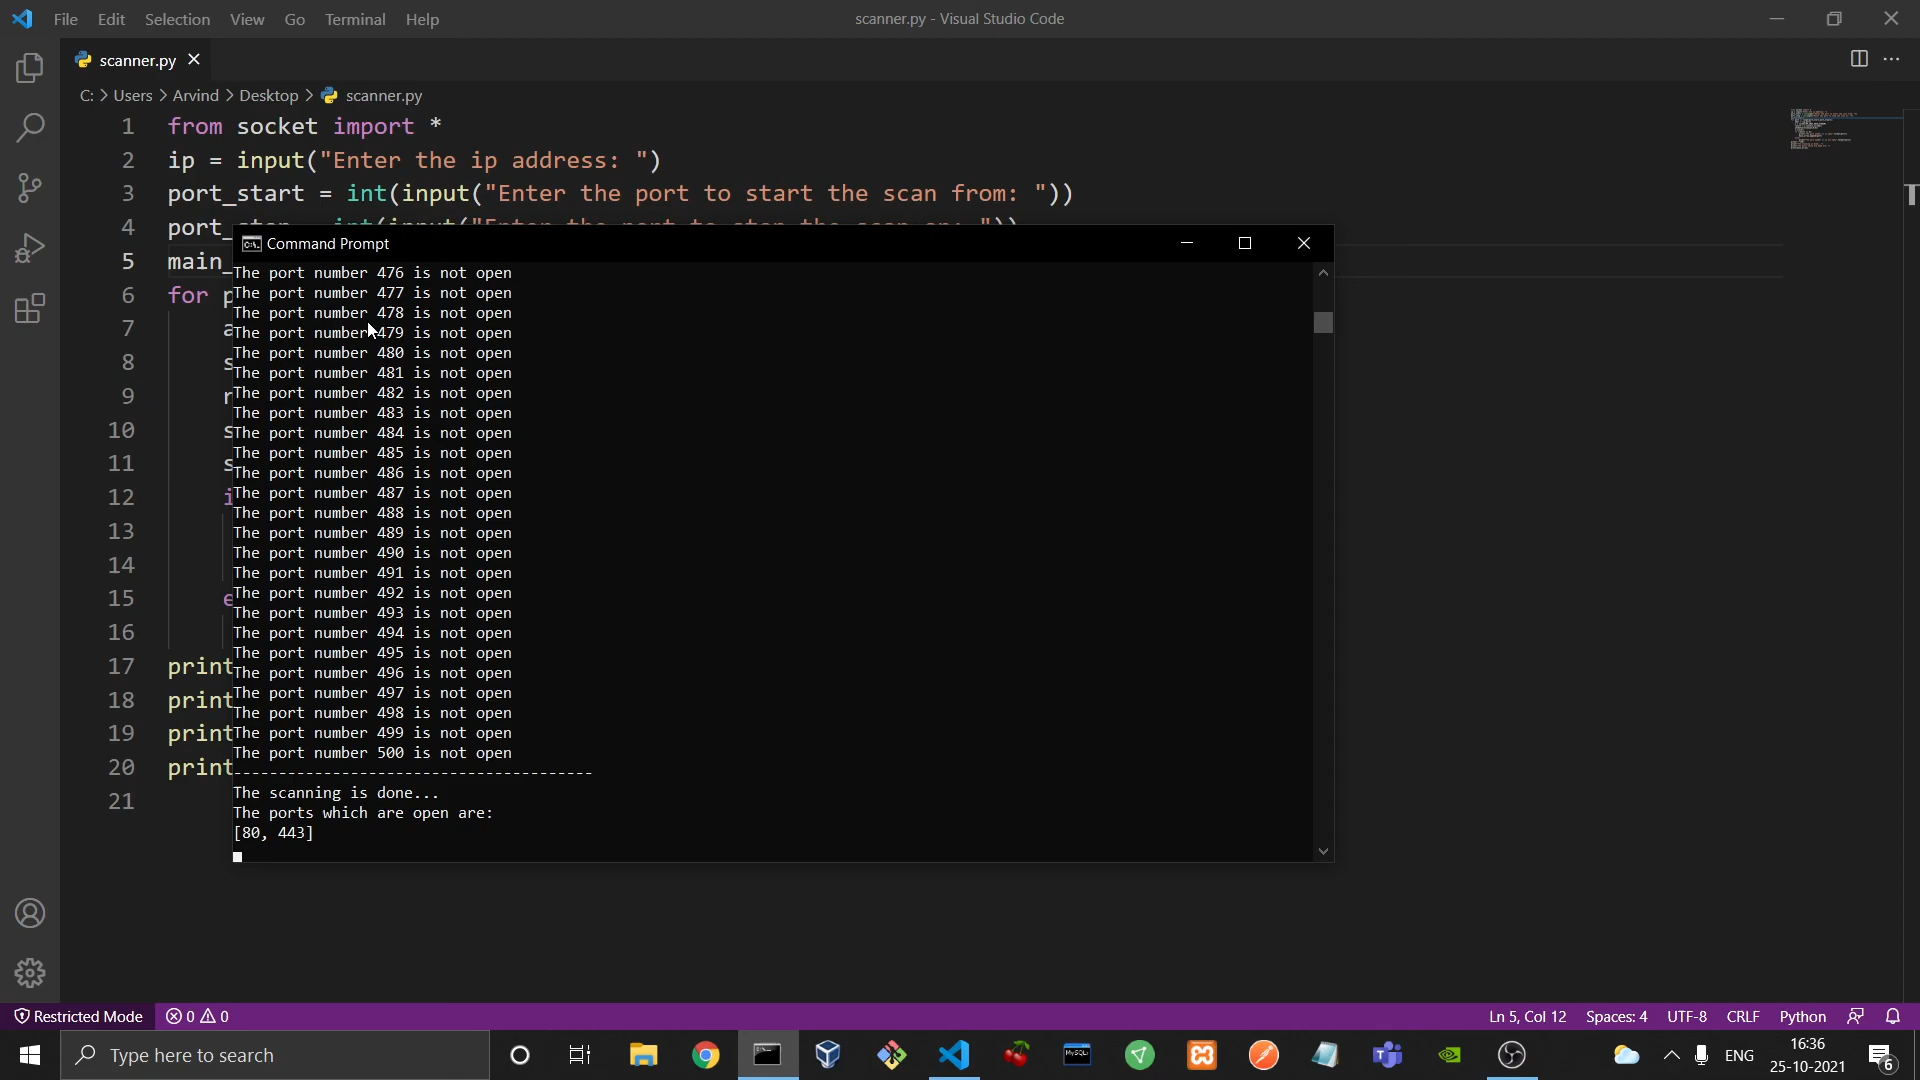 File Edit Selection View Go Terminal Help
scanner.py - Visual Studio Code
scanner.py
C: > Users > Arvind > Desktop > scanner.py
1 from socket import *
2 ip = input("Enter the ip address: ")
3 port_start = int(input("Enter the port to start the scan from: "))
4 port_stop = int(input("Enter the port to stop the scan on: "))
Command Prompt
5 main_
6 for p
7
8
9
10
11
12
13
14
15
16
17 print
18 print
19 print
20 print
21
The port number 476 is not open
The port number 477 is not open
The port number 478 is not open
The port number 479 is not open
The port number 480 is not open
The port number 481 is not open
The port number 482 is not open
The port number 483 is not open
The port number 484 is not open
The port number 485 is not open
The port number 486 is not open
The port number 487 is not open
The port number 488 is not open
The port number 489 is not open
The port number 490 is not open
The port number 491 is not open
The port number 492 is not open
The port number 493 is not open
The port number 494 is not open
The port number 495 is not open
The port number 496 is not open
The port number 497 is not open
The port number 498 is not open
The port number 499 is not open
The port number 500 is not open
----------------------------------------
The scanning is done...
The ports which are open are:
[80, 443]
Restricted Mode 0 0
Ln 5, Col 12 Spaces: 4 UTF-8 CRLF Python
Type here to search
MySQL
ENG
16:36
25-10-2021
6